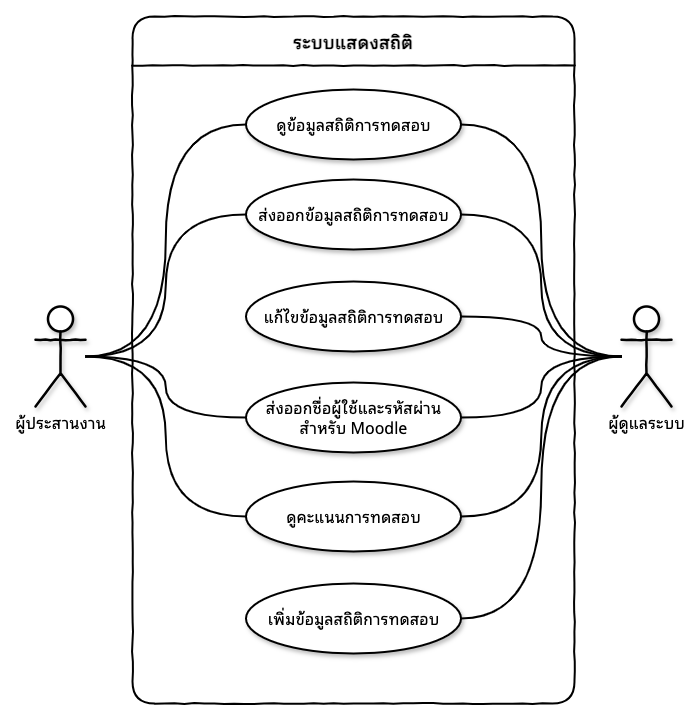 ระบบแสดงสถิติ
ดูข้อมูลสถิติการทดสอบ
ส่งออกข้อมูลสถิติการทดสอบ
แก้ไขข้อมูลสถิติการทดสอบ
ส่งออกชื่อผู้ใช้และรหัสผ่าน
สำหรับ Moodle
ผู้ประสานงาน
ผู้ดูแลระบบ
ดูคะแนนการทดสอบ
เพิ่มข้อมูลสถิติการทดสอบ